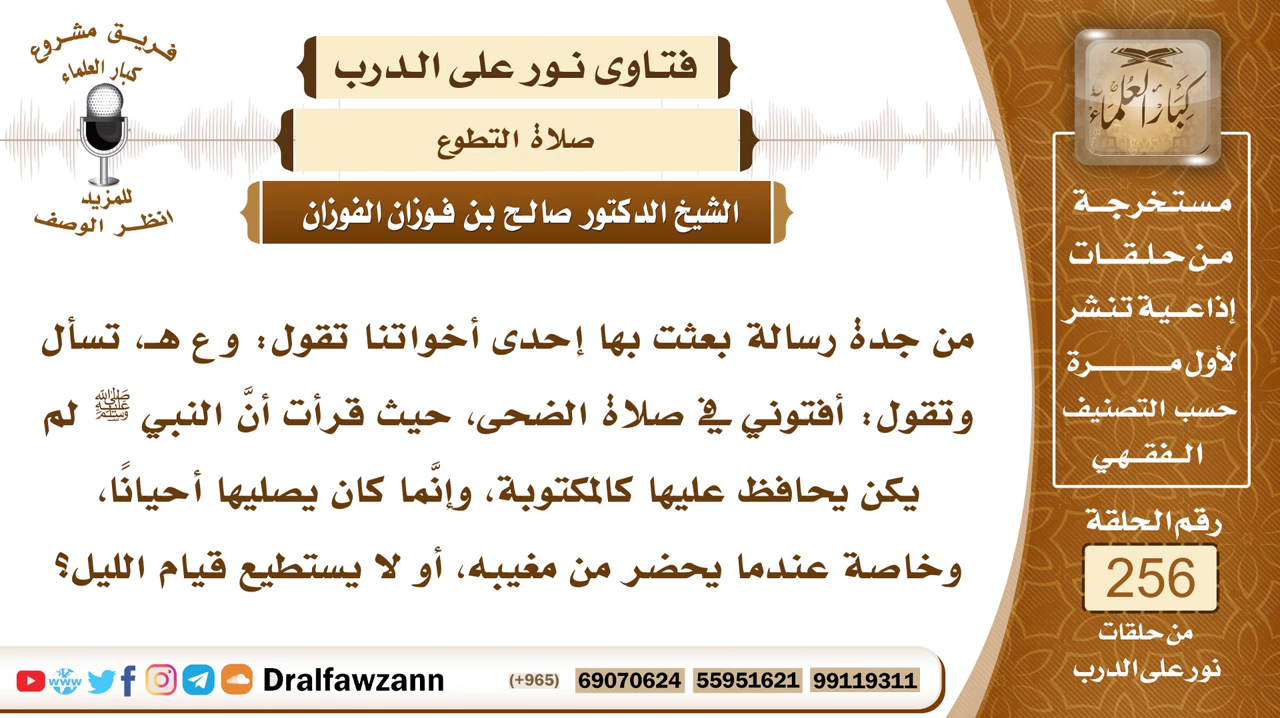 فريق مشروع
كبار العلماء
للمزيد
انظر الوصف
فتاوى نور على الدرب
صلاة التطوع
الشيخ الدكتور صالح بن فوزان الفوزان
كبار العلماء
مستخرجة
من حلقات
إذاعية تنشر
لأول مرة
حسب التصنيف
الفقهي
رقم الحلقة
256
من حلقات
نور على الدرب
من جدة رسالة بعثت بها إحدى أخواتنا تقول: و ع هـ، تسأل
وتقول: أفتوني في صلاة الضحى، حيث قرأت أنَّ النبي ﷺ لم
يكن يحافظ عليها كالمكتوبة، وإنَّما كان يصليها أحيانًا،
وخاصة عندما يحضر من مغيبه، أو لا يستطيع قيام الليل؟
www Dralfawzann (+965) 69070624 55951621 99119311